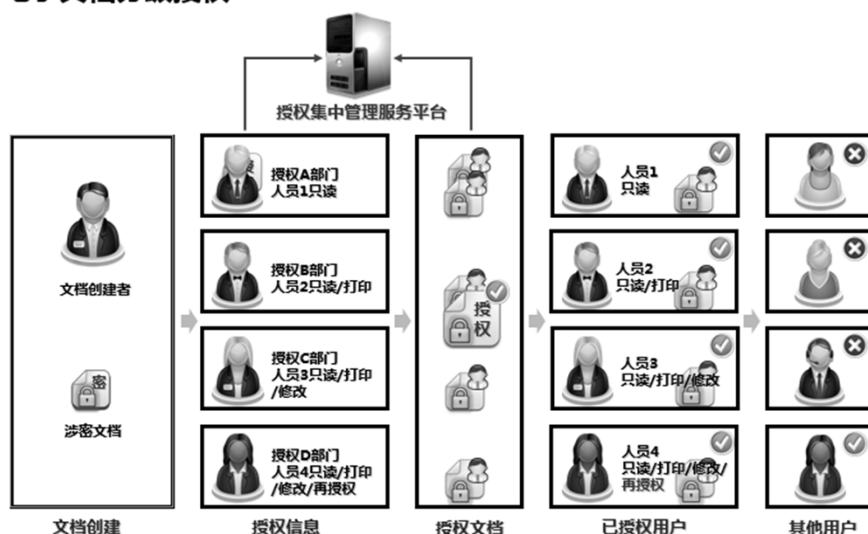 授权集中管理服务平台
文档创建者
密
涉密文档
授权A部门
人员1只读
授权B部门
人员2只读/打印
授权C部门
人员3只读/打印
/修改
授权D部门
人员4只读/打印
/修改/再授权
授
权
人员1
只读
人员2
只读/打印
人员3
只读/打印/修改
人员4
只读/打印/修改/
再授权
文档创建
授权信息
授权文档
已授权用户
其他用户